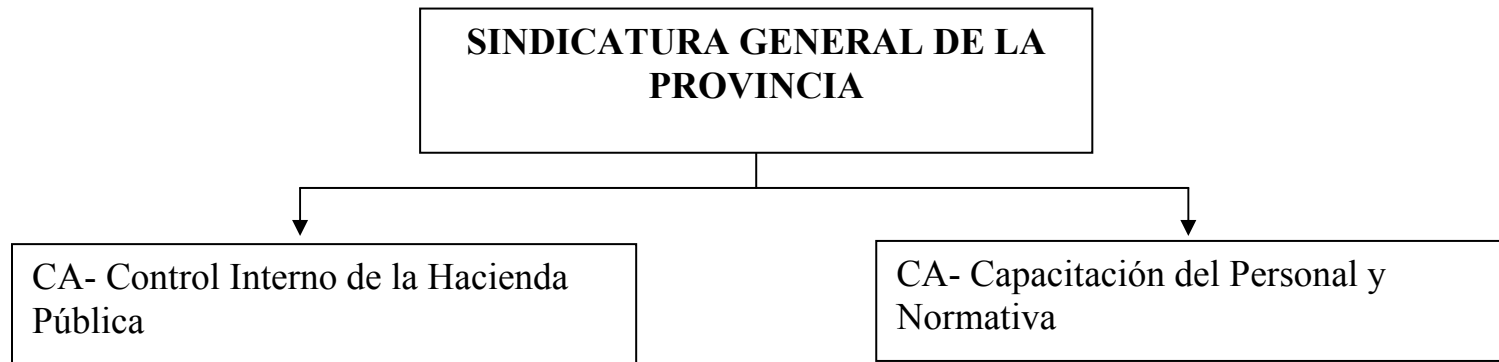 SINDICATURA GENERAL DE LA
PROVINCIA
CA- Control Interno de la Hacienda
Pública
CA- Capacitación del Personal y
Normativa